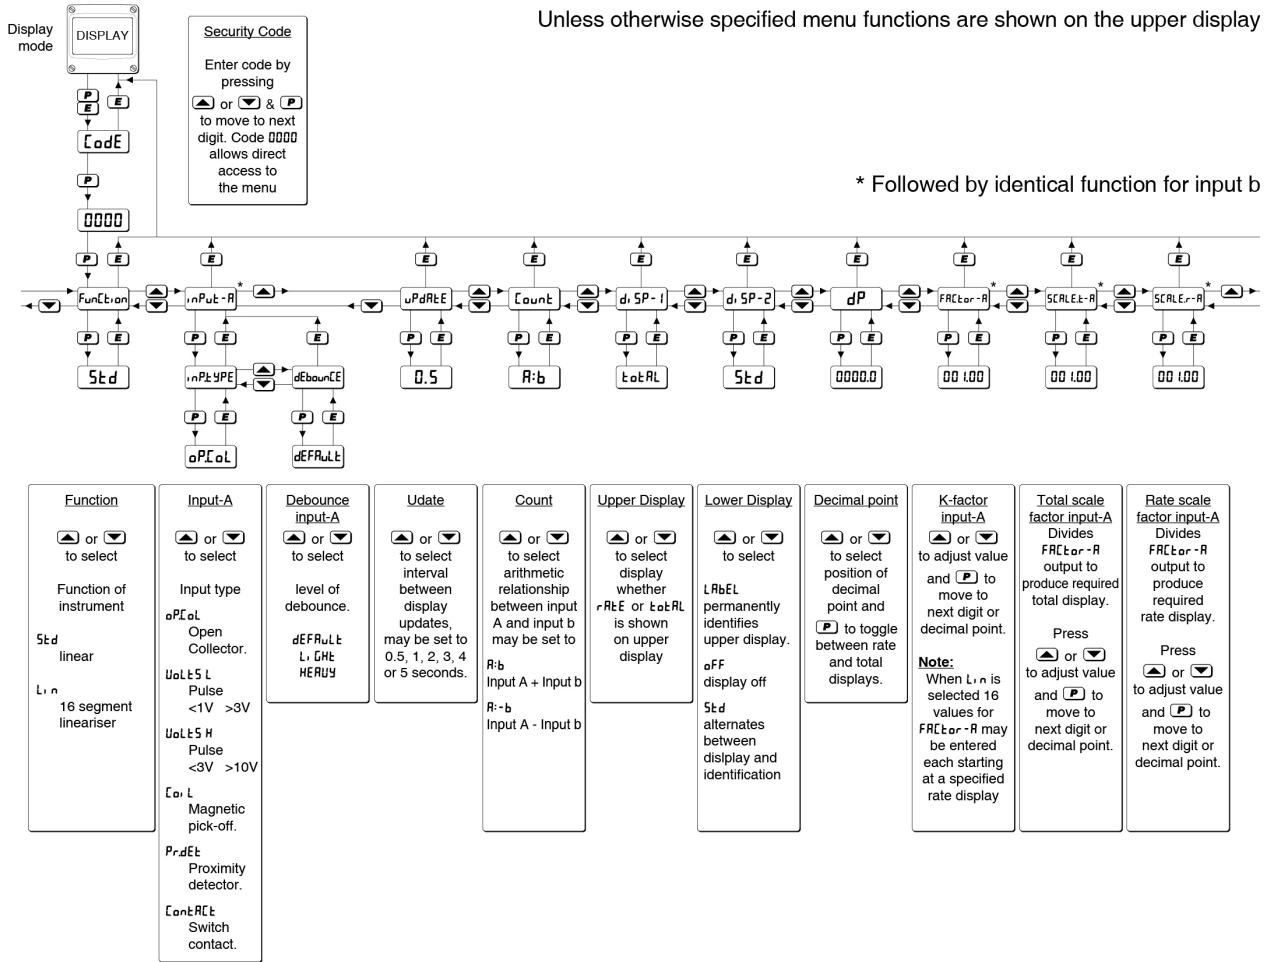 Unless otherwise specified menu functions are shown on the upper display
Display
mode
DISPLAY
Security Code
Enter code by
pressing
or & P
to move to next
digit. Code 0000
allows direct
access to
the menu
P
E
E
CodE
P
0000
* Followed by identical function for input b
P E E E E E E E E E E
FunCtion
inPut-A *
uPdAtE
Count
diSP-1
diSP-2
dP
FACtor-A *
SCALE.t-A *
SCALE.r-A *
P E P E E P E P E P E P E P E P E P E P E
Std
inP.tYPE
dEbounCE
0.5
A:b
totAL
Std
0000.0
001.00
001.00
001.00
P E P E
oP.CoL
dEFAuLt
Function
or
to select
Function of
instrument
Std
linear
Lin
16 segment
lineariser
Input-A
or
to select
Input type
oP.CoL
Open
Collector.
VoLtS L
Pulse
<1V >3V
VoLtS H
Pulse
<3V >10V
CoiL
Magnetic
pick-off.
Pr.dEt
Proximity
detector.
ContACt
Switch
contact.
Debounce
input-A
or
to select
level of
debounce.
dEFAuLt
LiGHt
HEAVY
Udate
or
to select
interval
between
display
updates,
may be set to
0.5, 1, 2, 3, 4
or 5 seconds.
Count
or
to select
arithmetic
relationship
between input
A and input b
may be set to
A:b
Input A + Input b
A:-b
Input A - Input b
Upper Display
or
to select
display
whether
rAtE or totAL
is shown
on upper
display
Lower Display
or
to select
LAbEL
permanently
identifies
upper display.
oFF
display off
Std
alternates
between
dislplay and
identification
Decimal point
or
to select
position of
decimal
point and
P to toggle
between rate
and total
displays.
K-factor
input-A
or
to adjust value
and P to
move to
next digit or
decimal point.
Note:
When Lin is
selected 16
values for
FACtor-A may
be entered
each starting
at a specified
rate display
Total scale
factor input-A
Divides
FACtor-A
output to
produce required
total display.
Press
or
to adjust value
and P to
move to
next digit or
decimal point.
Rate scale
factor input-A
Divides
FACtor-A
output to
produce
required
rate display.
Press
or
to adjust value
and P to
move to
next digit or
decimal point.